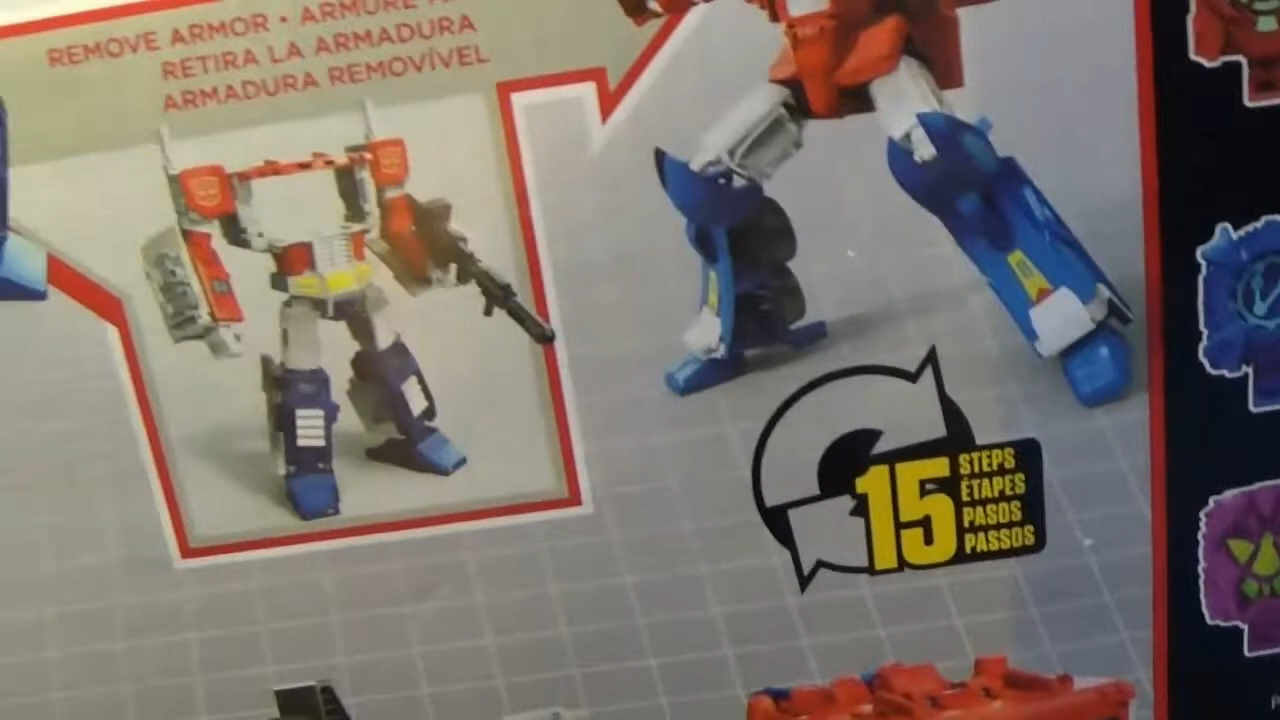 REMOVE ARMOR • ARMURE
RETIRA LA ARMADURA
ARMADURA REMOVÍVEL
15
STEPS
ÉTAPES
PASOS
PASSOS